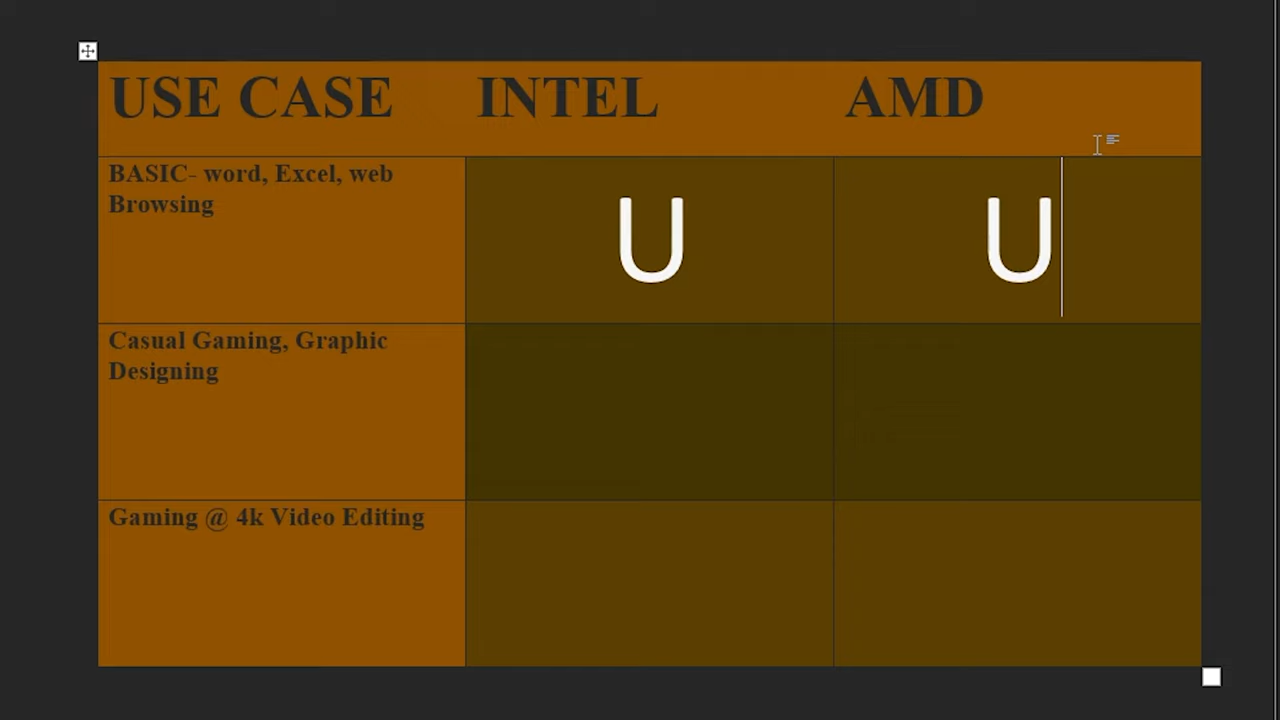 USE CASE INTEL AMD
BASIC- word, Excel, web
Browsing
U U
Casual Gaming, Graphic
Designing
Gaming @ 4k Video Editing